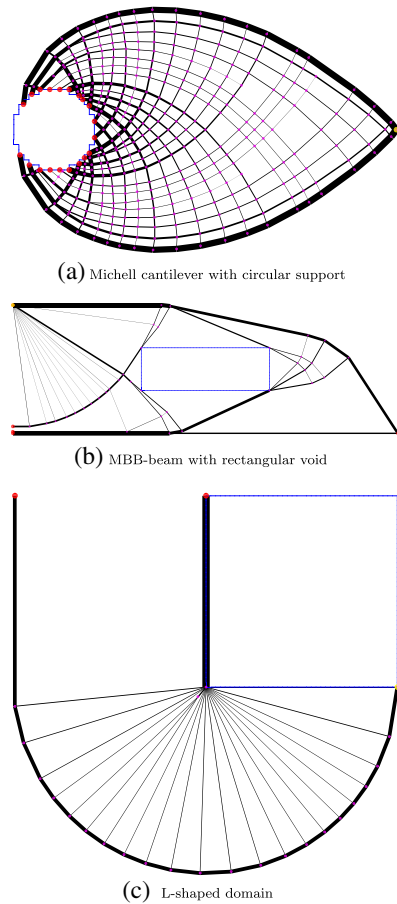 (a) Michell cantilever with circular support
(b) MBB-beam with rectangular void
(c) L-shaped domain